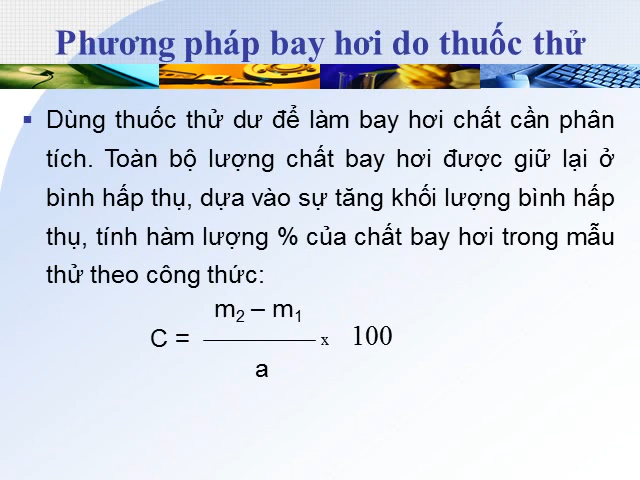 Phương pháp bay hơi do thuốc thử
Dùng thuốc thử dư để làm bay hơi chất cần phân
tích. Toàn bộ lượng chất bay hơi được giữ lại ở
bình hấp thụ, dựa vào sự tăng khối lượng bình hấp
thụ, tính hàm lượng % của chất bay hơi trong mẫu
thử theo công thức:
m₂ – m₁
C = x 100
a